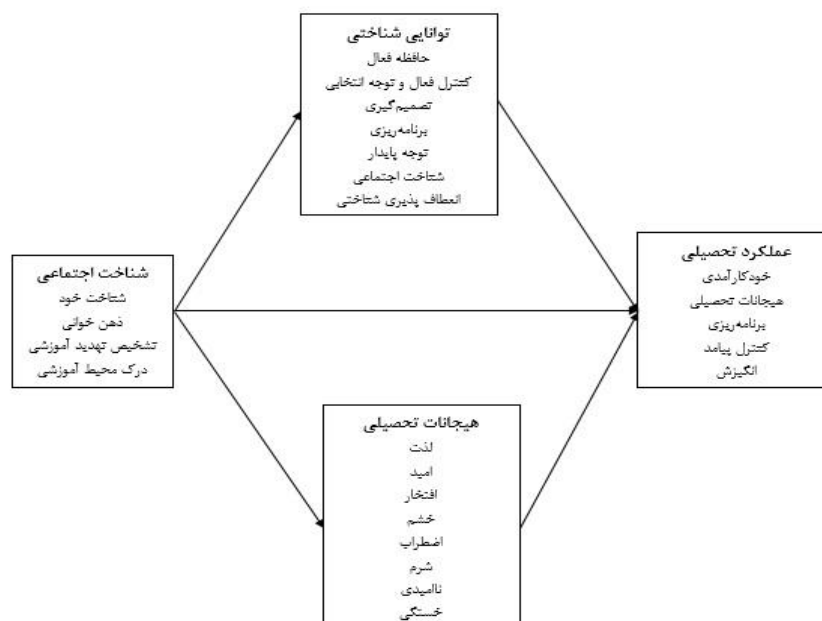 توانایی شناختی
حافظه فعال
کنترل فعال و توجه انتخابی
تصمیم‌گیری
برنامه‌ریزی
توجه پایدار
شناخت اجتماعی
انعطاف پذیری شناختی
عملکرد تحصیلی
خودکارآمدی
هیجانات تحصیلی
برنامه‌ریزی
کنترل پیامد
انگیزش
شناخت اجتماعی
شناخت خود
ذهن خوانی
تشخیص تهدید آموزشی
درک محیط آموزشی
هیجانات تحصیلی
لذت
امید
افتخار
خشم
اضطراب
شرم
ناامیدی
خستگی